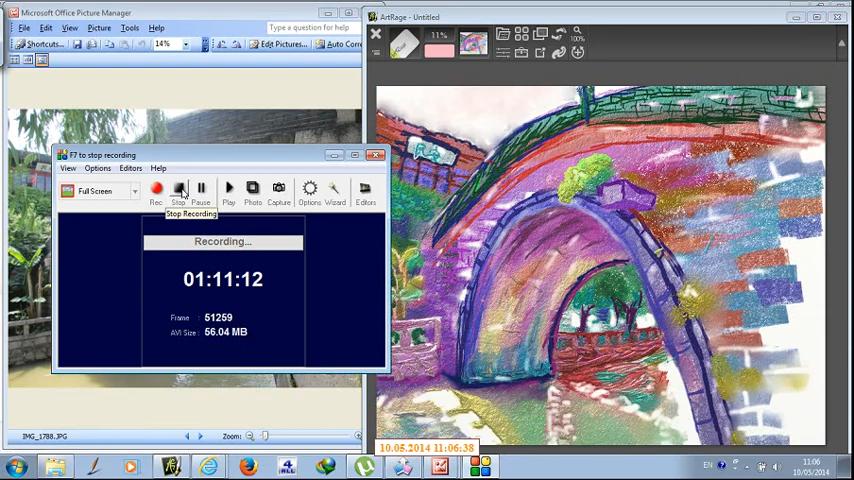 Microsoft Office Picture Manager
File Edit View Picture Tools Help
Type a question for help
Shortcuts...
14%
Edit Pictures...
Auto Corre
ArtRage - Untitled
11%
100%
F7 to stop recording
View Options Editors Help
Full Screen
Rec Stop Pause Play Photo Capture Options Wizard Editors
Stop Recording
Recording...
01:11:12
Frame : 51259
AVI Size : 56.04 MB
IMG_1788.JPG
Zoom:
10.05.2014 11:06:38
4
ALL
EN
11:06
10/05/2014